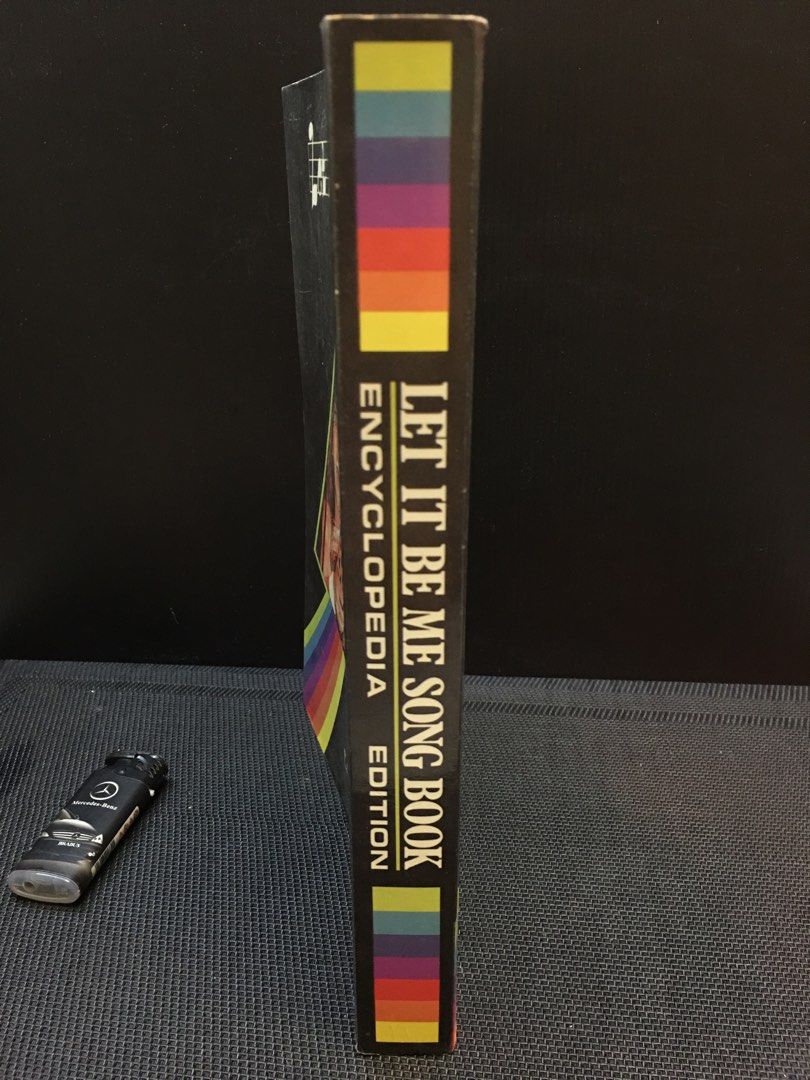 LET IT BE ME SONG BOOK
ENCYCLOPEDIA EDITION
Mercedes-Benz
BRABUS